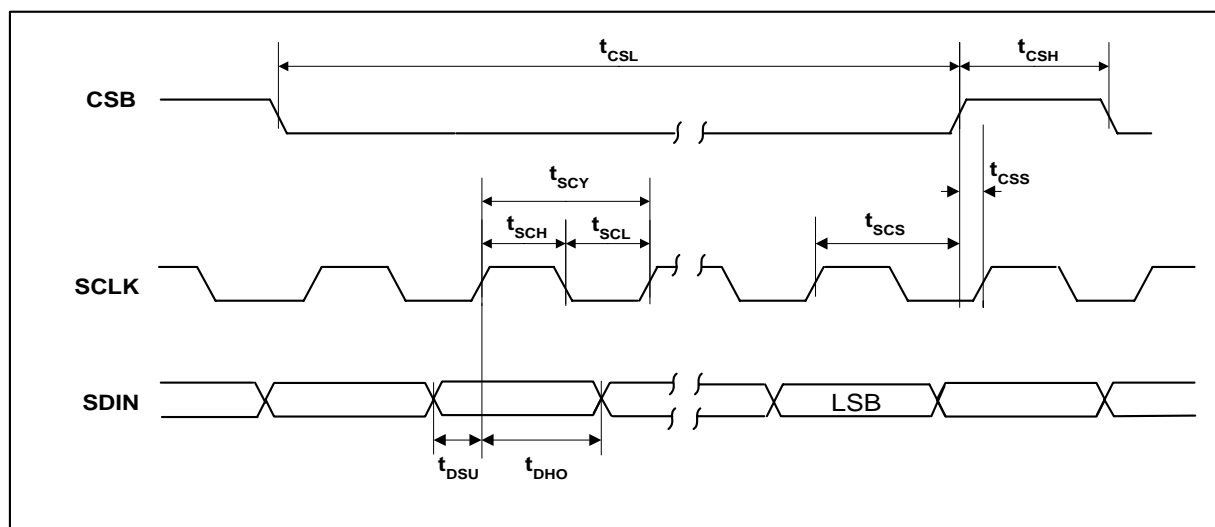 tCSL
tCSH
CSB
tCSS
tSCY
tSCH
tSCL
tSCS
SCLK
SDIN
LSB
tDSU
tDHO